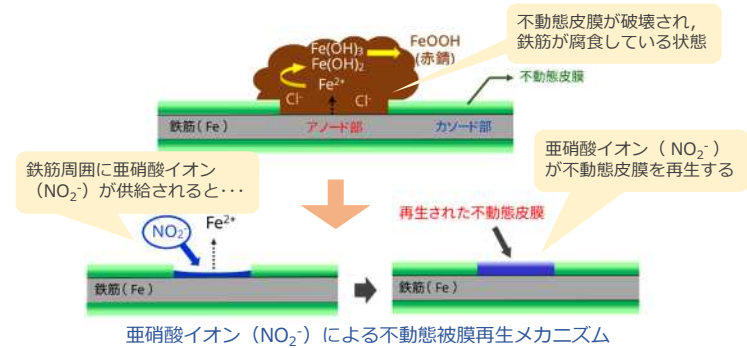 不動態皮膜が破壊され，
鉄筋が腐食している状態
Fe(OH)₃
FeOOH
(赤錆)
Fe(OH)₂
Fe²⁺
Cl⁻
Cl⁻
不動態皮膜
鉄筋(Fe)
アノード部
カソード部
鉄筋周囲に亜硝酸イオン
（NO₂⁻）が供給されると･･･
亜硝酸イオン（ NO₂⁻ ）
が不動態皮膜を再生する
NO₂⁻
Fe²⁺
再生された不動態皮膜
鉄筋(Fe)
鉄筋(Fe)
亜硝酸イオン（NO₂⁻）による不動態被膜再生メカニズム